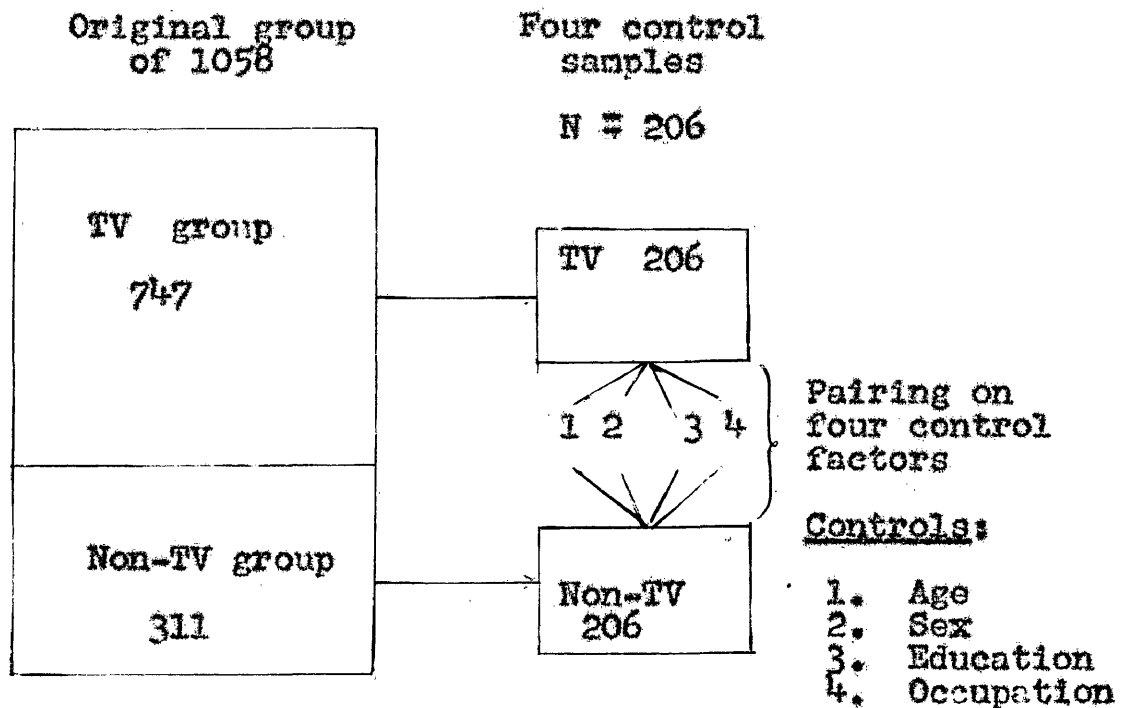 Original group
of 1058
Four control
samples
N = 206
TV group
747
TV 206
1 2 3 4
Pairing on
four control
factors
Non-TV group
311
Non-TV
206
Controls:
1. Age
2. Sex
3. Education
4. Occupation